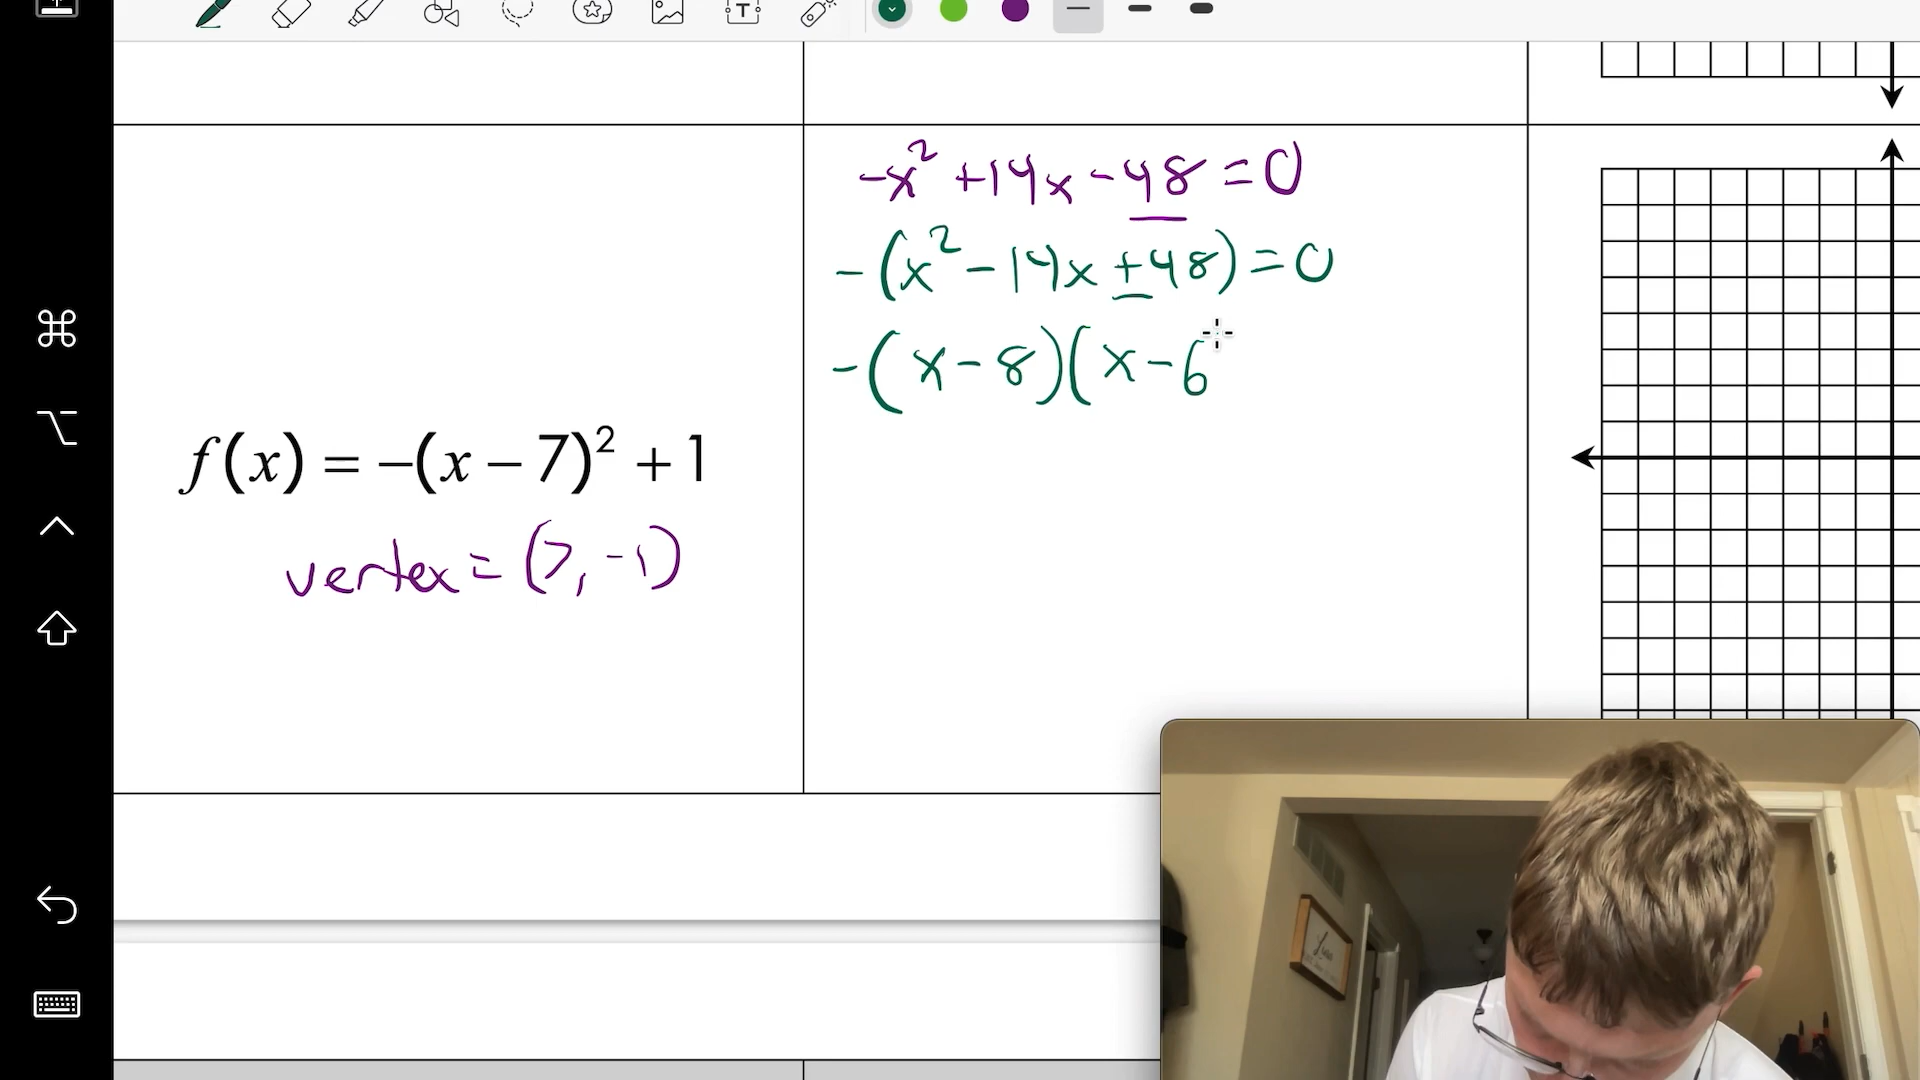 -x² +14x -48 = 0
-(x² - 14x +48) = 0
-(x - 8)(x - 6
f(x) = -(x - 7)² + 1
vertex = (7, -1)